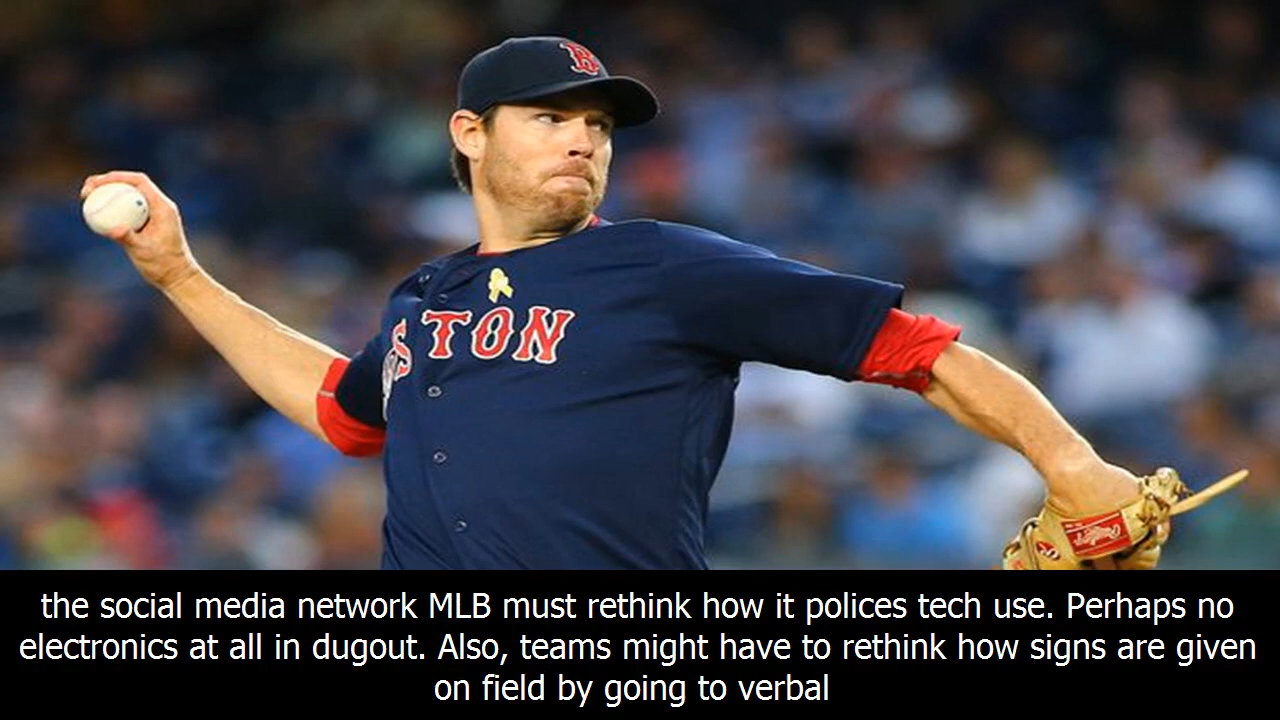 B
STON
Rawlings
the social media network MLB must rethink how it polices tech use. Perhaps no
electronics at all in dugout. Also, teams might have to rethink how signs are given
on field by going to verbal